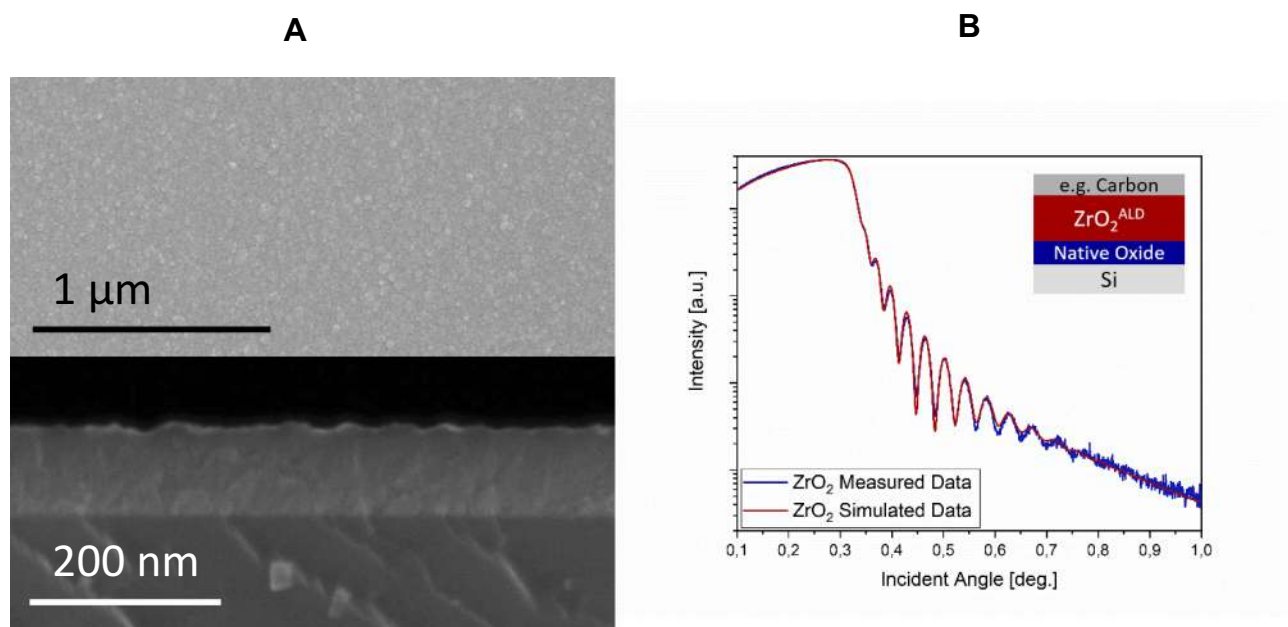 A
B
1 μm
200 nm
e.g. Carbon
ZrO₂ᴬᴸᴰ
Native Oxide
Si
Intensity [a.u.]
ZrO₂ Measured Data
ZrO₂ Simulated Data
0,1 0,2 0,3 0,4 0,5 0,6 0,7 0,8 0,9 1,0
Incident Angle [deg.]